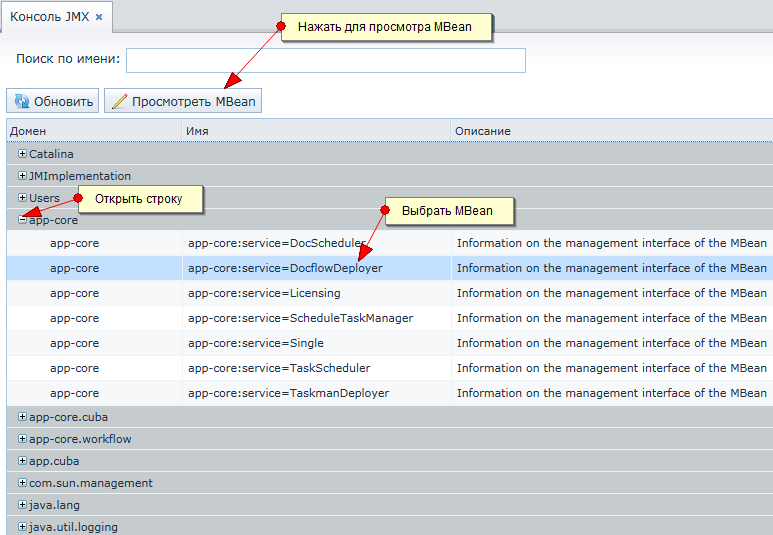 Консоль JMX ×
Нажать для просмотра MBean
Поиск по имени:
Обновить Просмотреть MBean
Домен Имя Описание
Catalina
JMImplementation
Users
Открыть строку
Выбрать MBean
app-core
app-core app-core:service=DocScheduler Information on the management interface of the MBean
app-core app-core:service=DocflowDeployer Information on the management interface of the MBean
app-core app-core:service=Licensing Information on the management interface of the MBean
app-core app-core:service=ScheduleTaskManager Information on the management interface of the MBean
app-core app-core:service=Single Information on the management interface of the MBean
app-core app-core:service=TaskScheduler Information on the management interface of the MBean
app-core app-core:service=TaskmanDeployer Information on the management interface of the MBean
app-core.cuba
app-core.workflow
app.cuba
com.sun.management
java.lang
java.util.logging